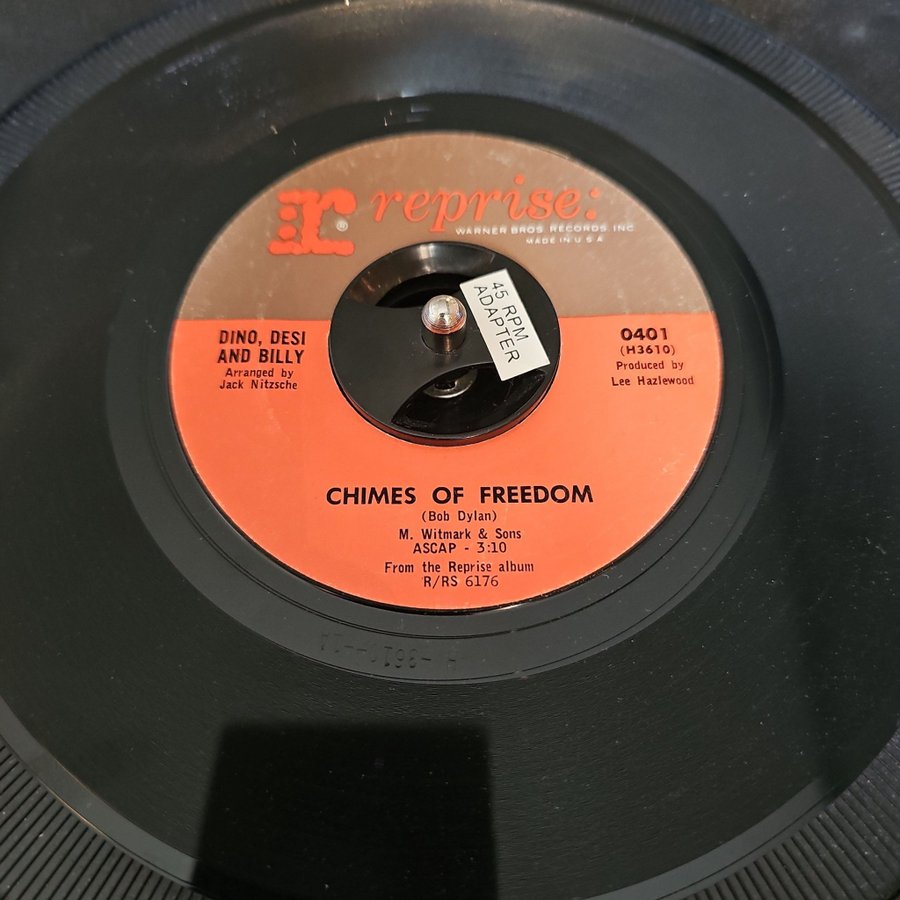 r® reprise:
WARNER BROS. RECORDS, INC.
MADE IN U S A
45 RPM
ADAPTER
DINO, DESI
AND BILLY
Arranged by
Jack Nitzsche
0401
(H3610)
Produced by
Lee Hazlewood
CHIMES OF FREEDOM
(Bob Dylan)
M. Witmark & Sons
ASCAP - 3:10
From the Reprise album
R/RS 6176